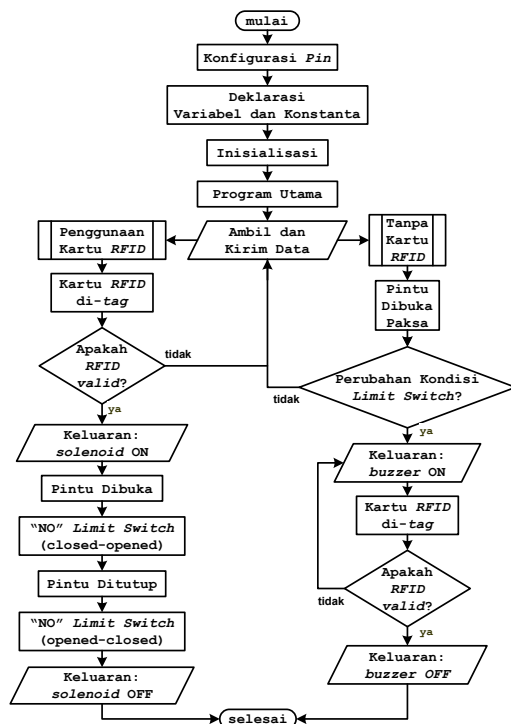 mulai
Konfigurasi Pin
Deklarasi
Variabel dan Konstanta
Inisialisasi
Program Utama
Ambil dan
Kirim Data
Penggunaan
Kartu RFID
Kartu RFID
di-tag
Apakah
RFID
valid?
tidak
ya
Keluaran:
solenoid ON
Pintu Dibuka
“NO” Limit Switch
(closed-opened)
Pintu Ditutup
“NO” Limit Switch
(opened-closed)
Keluaran:
solenoid OFF
Tanpa
Kartu
RFID
Pintu
Dibuka
Paksa
Perubahan Kondisi
Limit Switch?
tidak
ya
Keluaran:
buzzer ON
Kartu RFID
di-tag
Apakah
RFID
valid?
tidak
ya
Keluaran:
buzzer OFF
selesai